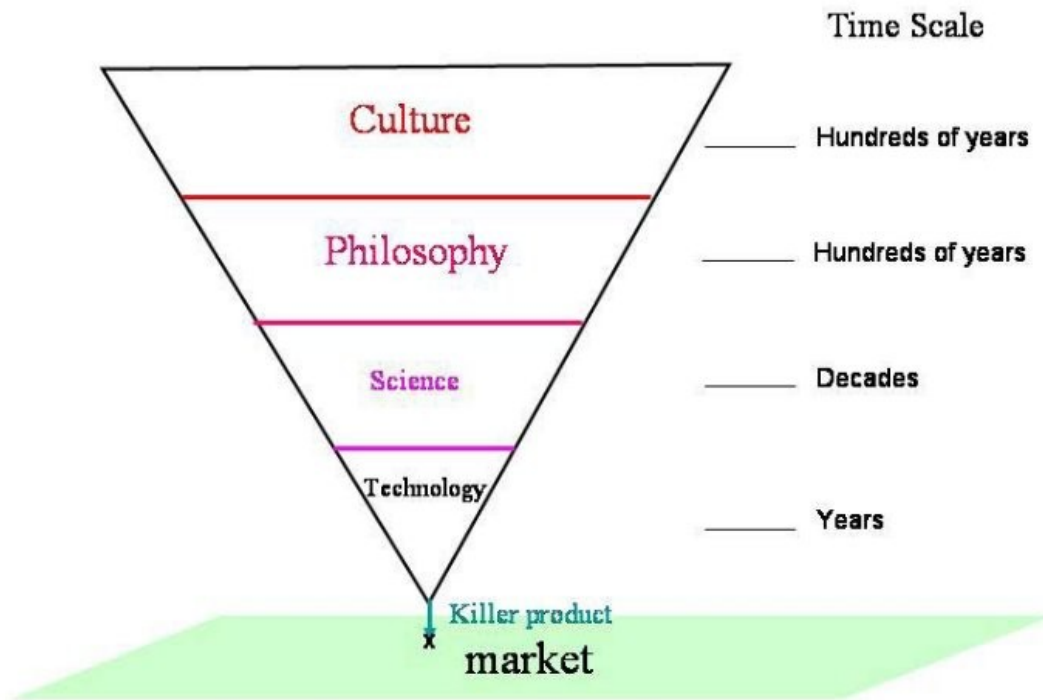 Time Scale
Culture
Hundreds of years
Philosophy
Hundreds of years
Science
Decades
Technology
Years
Killer product
x
market